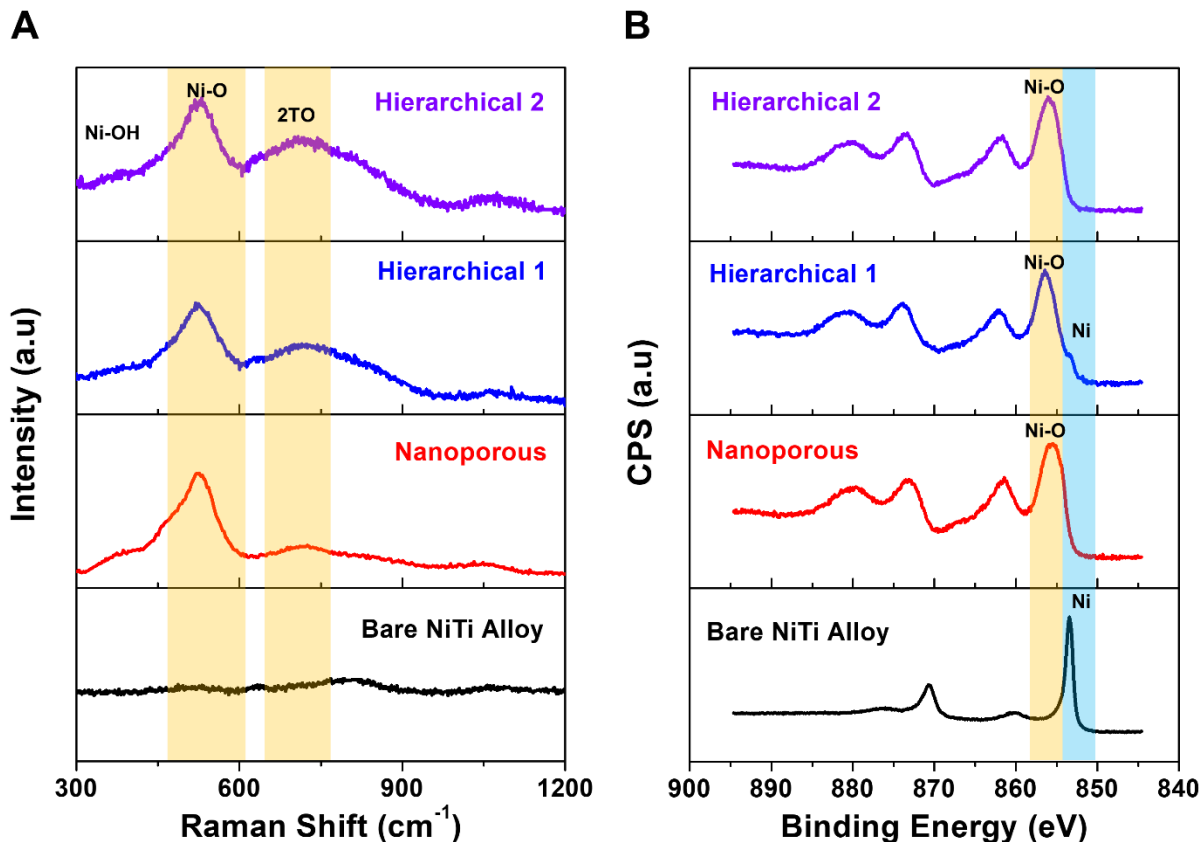 A
Intensity (a.u)
Ni-OH
Ni-O
2TO
Hierarchical 2
Hierarchical 1
Nanoporous
Bare NiTi Alloy
300 600 900 1200
Raman Shift (cm⁻¹)
B
CPS (a.u)
Hierarchical 2
Ni-O
Hierarchical 1
Ni-O
Ni
Nanoporous
Ni-O
Bare NiTi Alloy
Ni
900 880 870 860 850 840
Binding Energy (eV)